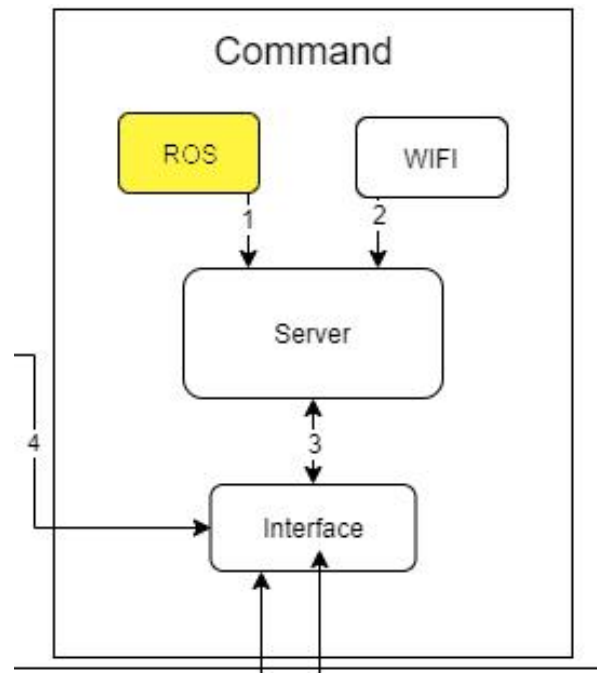 Command
ROS
WIFI
1
2
Server
3
4
Interface